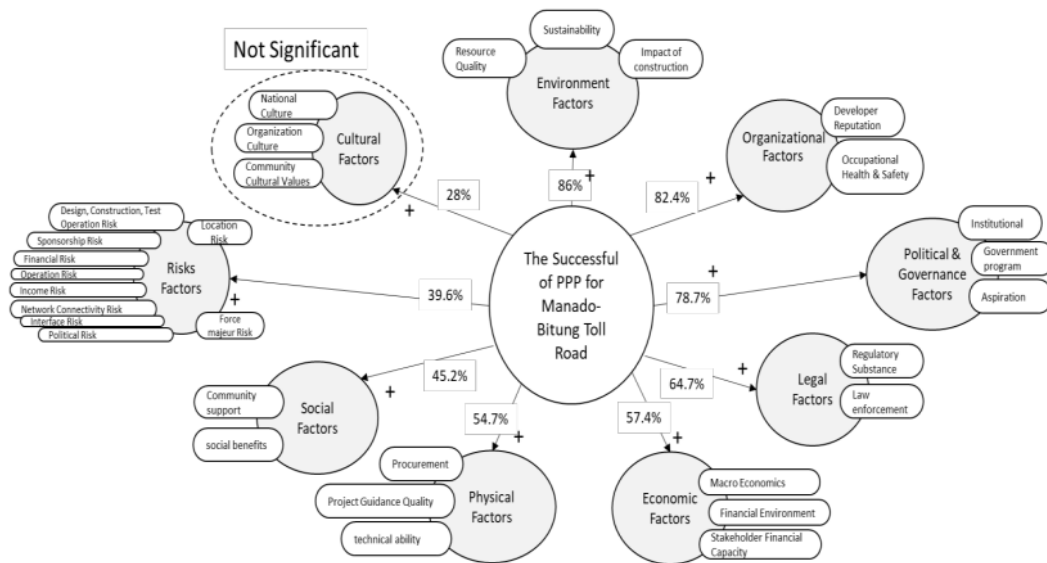 Not Significant
National
Culture
Organization
Culture
Community
Cultural Values
Cultural
Factors
28%
+
Sustainability
Resource
Quality
Impact of
construction
Environment
Factors
86%
+
Developer
Reputation
Occupational
Health & Safety
Organizational
Factors
82.4%
+
Institutional
Government
program
Aspiration
Political &
Governance
Factors
78.7%
+
Regulatory
Substance
Law
enforcement
Legal
Factors
64.7%
+
Macro Economics
Financial Environment
Stakeholder Financial
Capacity
Economic
Factors
57.4%
+
Procurement
Project Guidance Quality
technical ability
Physical
Factors
54.7%
+
Community
support
social benefits
Social
Factors
45.2%
+
Design, Construction, Test
Operation Risk
Location
Risk
Sponsorship Risk
Financial Risk
Operation Risk
Income Risk
Network Connectivity Risk
Interface Risk
Political Risk
Force
majeur Risk
Risks
Factors
39.6%
+
The Successful
of PPP for
Manado-
Bitung Toll
Road